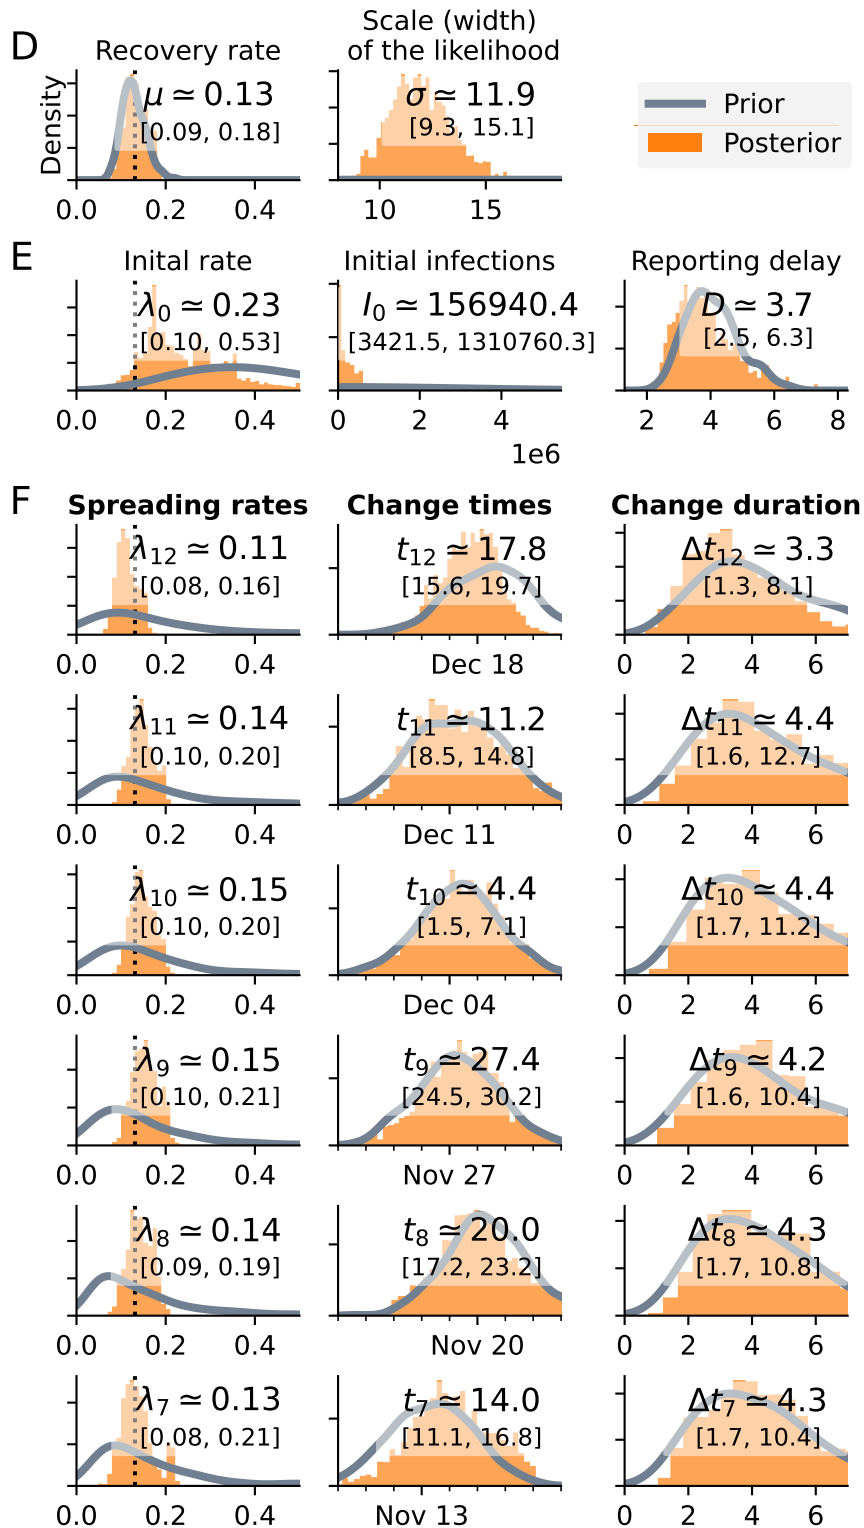 D
Recovery rate
Scale (width)
of the likelihood
Density
μ ≃ 0.13
[0.09, 0.18]
0.0 0.2 0.4
σ ≃ 11.9
[9.3, 15.1]
10 15
Prior
Posterior
E
Inital rate
λ0 ≃ 0.23
[0.10, 0.53]
0.0 0.2 0.4
Initial infections
I0 ≃ 156940.4
[3421.5, 1310760.3]
0 2 4
1e6
Reporting delay
D ≃ 3.7
[2.5, 6.3]
2 4 6 8
F
Spreading rates
Change times
Change duration
λ12 ≃ 0.11
[0.08, 0.16]
0.0 0.2 0.4
t12 ≃ 17.8
[15.6, 19.7]
Dec 18
Δt12 ≃ 3.3
[1.3, 8.1]
0 2 4 6
λ11 ≃ 0.14
[0.10, 0.20]
0.0 0.2 0.4
t11 ≃ 11.2
[8.5, 14.8]
Dec 11
Δt11 ≃ 4.4
[1.6, 12.7]
0 2 4 6
λ10 ≃ 0.15
[0.10, 0.20]
0.0 0.2 0.4
t10 ≃ 4.4
[1.5, 7.1]
Dec 04
Δt10 ≃ 4.4
[1.7, 11.2]
0 2 4 6
λ9 ≃ 0.15
[0.10, 0.21]
0.0 0.2 0.4
t9 ≃ 27.4
[24.5, 30.2]
Nov 27
Δt9 ≃ 4.2
[1.6, 10.4]
0 2 4 6
λ8 ≃ 0.14
[0.09, 0.19]
0.0 0.2 0.4
t8 ≃ 20.0
[17.2, 23.2]
Nov 20
Δt8 ≃ 4.3
[1.7, 10.8]
0 2 4 6
λ7 ≃ 0.13
[0.08, 0.21]
0.0 0.2 0.4
t7 ≃ 14.0
[11.1, 16.8]
Nov 13
Δt7 ≃ 4.3
[1.7, 10.4]
0 2 4 6